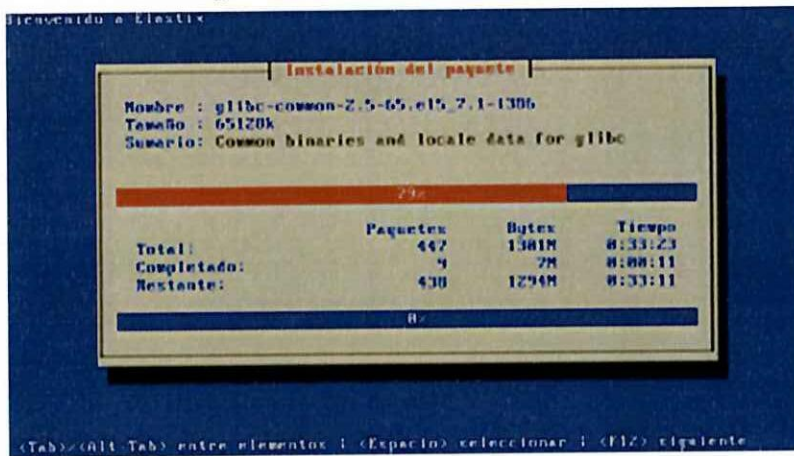 Bienvenido a Elastix
Instalación del paquete
Nombre : glibc-common-2.5-65.el5_7.1-i386
Tamaño : 65120k
Sumario: Common binaries and locale data for glibc
Paquetes Bytes Tiempo
Total: 447 1301M 0:33:23
Completado: 9 7M 0:00:11
Restante: 438 1294M 0:33:11
0%
<Tab>/<Alt-Tab> entre elementos | <Espacio> seleccionar | <F12> siguiente